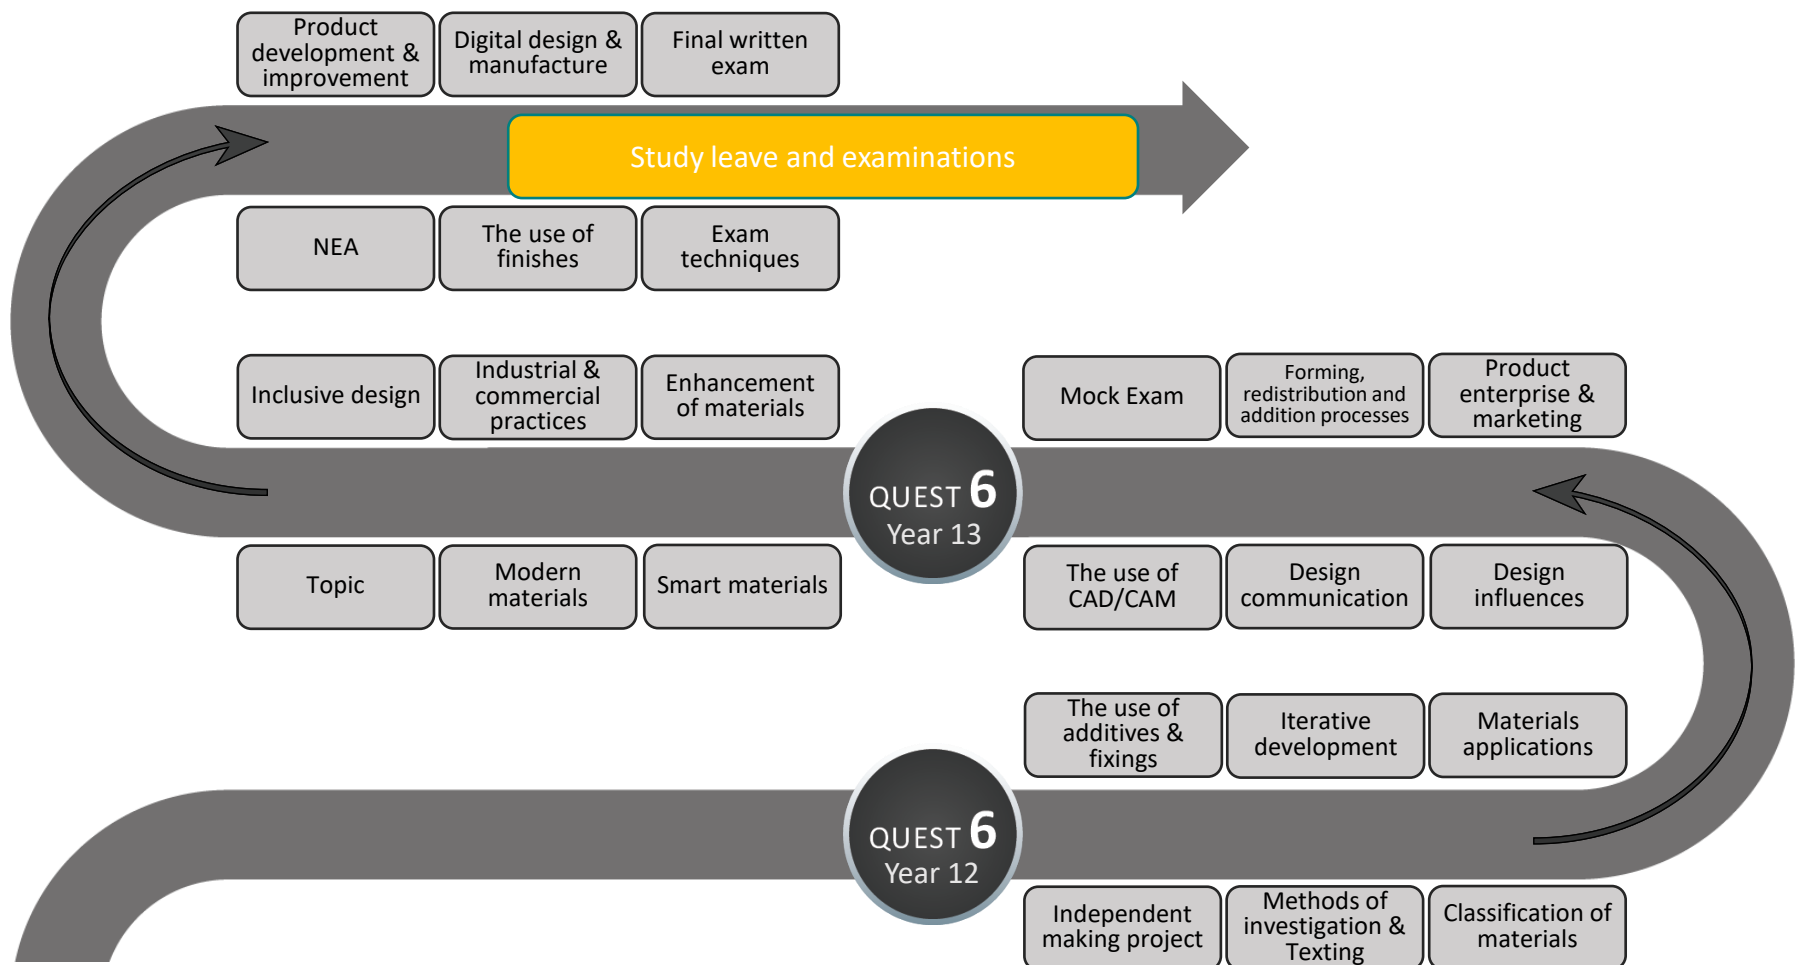 Product
development &
improvement
Digital design &
manufacture
Final written
exam
Study leave and examinations
NEA
The use of
finishes
Exam
techniques
Inclusive design
Industrial &
commercial
practices
Enhancement
of materials
Mock Exam
Forming,
redistribution and
addition processes
Product
enterprise &
marketing
QUEST 6
Year 13
Topic
Modern
materials
Smart materials
The use of
CAD/CAM
Design
communication
Design
influences
The use of
additives &
fixings
Iterative
development
Materials
applications
QUEST 6
Year 12
Independent
making project
Methods of
investigation &
Texting
Classification of
materials